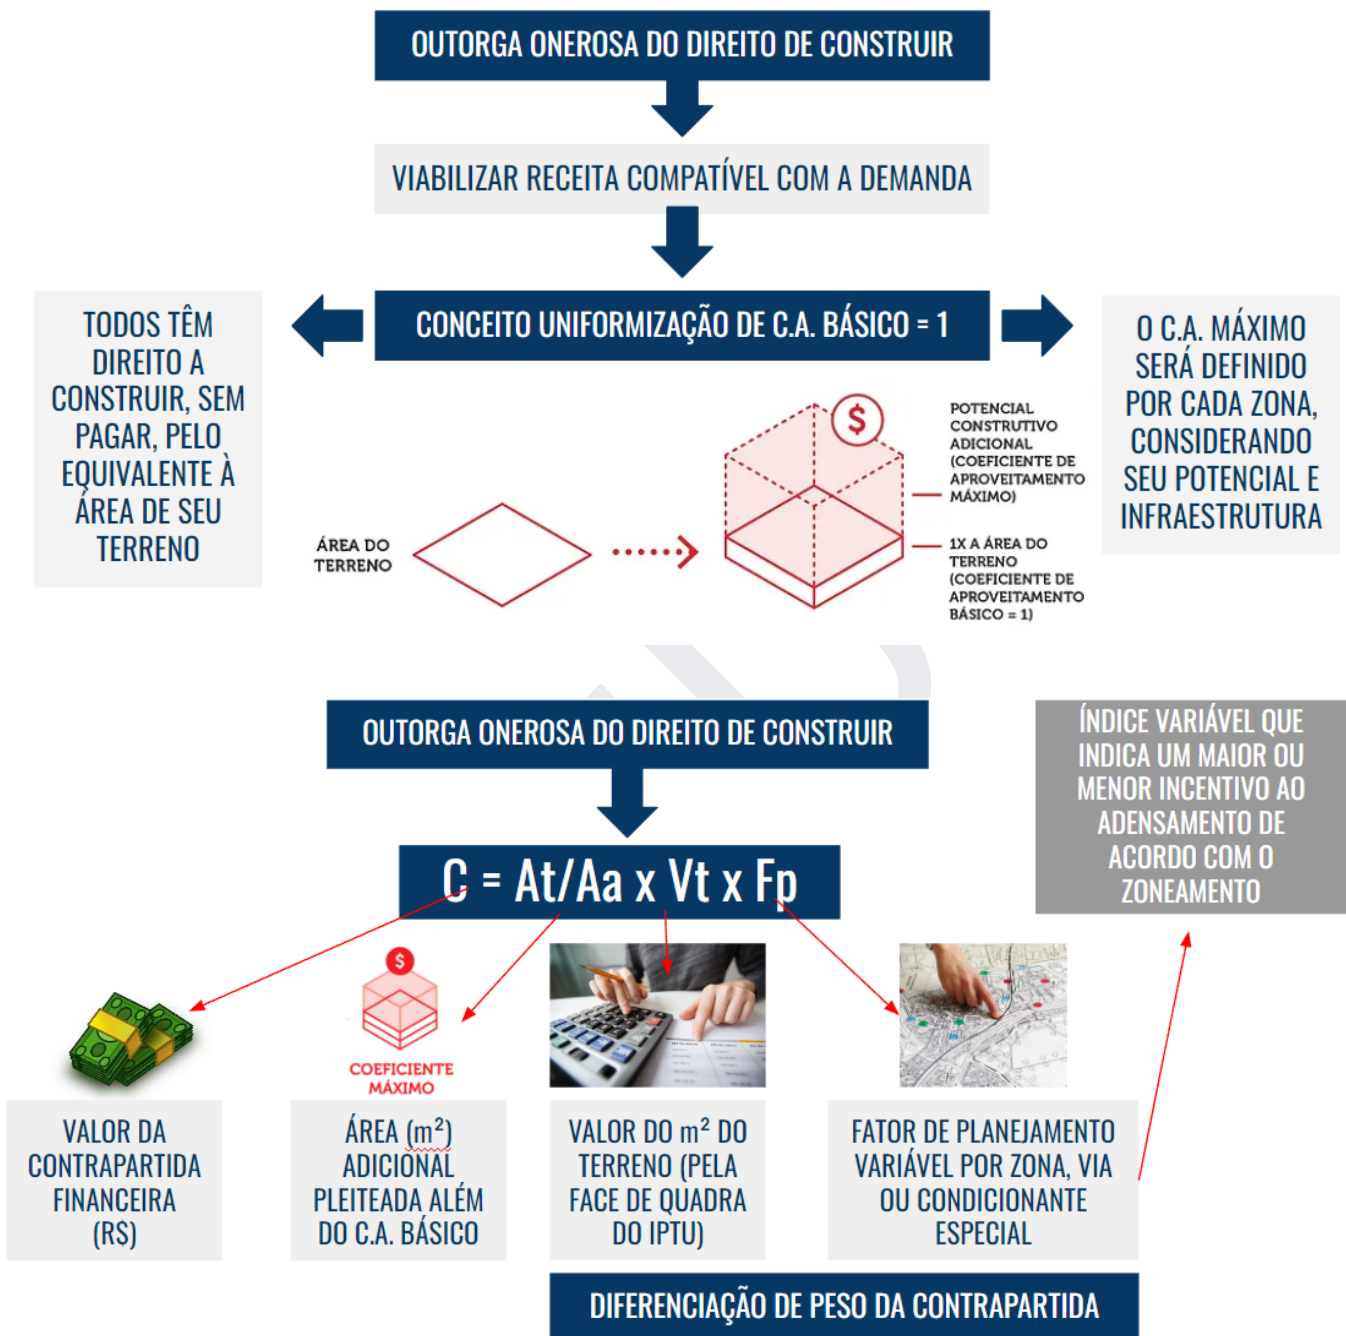 OUTORGA ONEROSA DO DIREITO DE CONSTRUIR
VIABILIZAR RECEITA COMPATÍVEL COM A DEMANDA
CONCEITO UNIFORMIZAÇÃO DE C.A. BÁSICO = 1
TODOS TÊM
DIREITO A
CONSTRUIR, SEM
PAGAR, PELO
EQUIVALENTE À
ÁREA DE SEU
TERRENO
ÁREA DO
TERRENO
$
POTENCIAL
CONSTRUTIVO
ADICIONAL
(COEFICIENTE DE
APROVEITAMENTO
MÁXIMO)
1X A ÁREA DO
TERRENO
(COEFICIENTE DE
APROVEITAMENTO
BÁSICO = 1)
O C.A. MÁXIMO
SERÁ DEFINIDO
POR CADA ZONA,
CONSIDERANDO
SEU POTENCIAL E
INFRAESTRUTURA
OUTORGA ONEROSA DO DIREITO DE CONSTRUIR
ÍNDICE VARIÁVEL QUE
INDICA UM MAIOR OU
MENOR INCENTIVO AO
ADENSAMENTO DE
ACORDO COM O
ZONEAMENTO
C = At/Aa x Vt x Fp
$
COEFICIENTE
MÁXIMO
VALOR DA
CONTRAPARTIDA
FINANCEIRA
(R$)
ÁREA (m²)
ADICIONAL
PLEITEADA ALÉM
DO C.A. BÁSICO
VALOR DO m² DO
TERRENO (PELA
FACE DE QUADRA
DO IPTU)
FATOR DE PLANEJAMENTO
VARIÁVEL POR ZONA, VIA
OU CONDICIONANTE
ESPECIAL
DIFERENCIAÇÃO DE PESO DA CONTRAPARTIDA